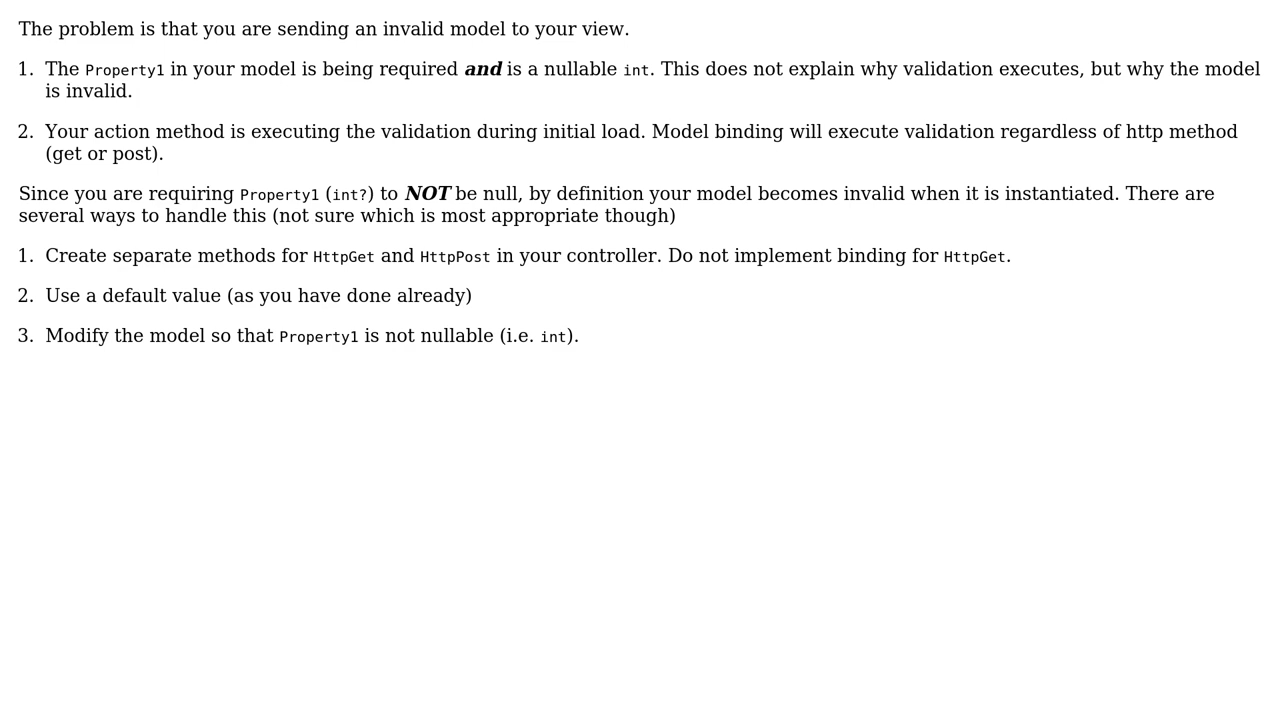 The problem is that you are sending an invalid model to your view.
1. The Property1 in your model is being required and is a nullable int. This does not explain why validation executes, but why the model
is invalid.
2. Your action method is executing the validation during initial load. Model binding will execute validation regardless of http method
(get or post).
Since you are requiring Property1 (int?) to NOT be null, by definition your model becomes invalid when it is instantiated. There are
several ways to handle this (not sure which is most appropriate though)
1. Create separate methods for HttpGet and HttpPost in your controller. Do not implement binding for HttpGet.
2. Use a default value (as you have done already)
3. Modify the model so that Property1 is not nullable (i.e. int).